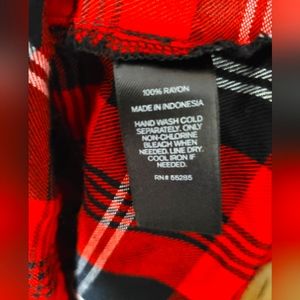 100% RAYON
MADE IN INDONESIA
HAND WASH COLD
SEPARATELY. ONLY
NON-CHLORINE
BLEACH WHEN
NEEDED. LINE DRY.
COOL IRON IF
NEEDED.
RN# 55285